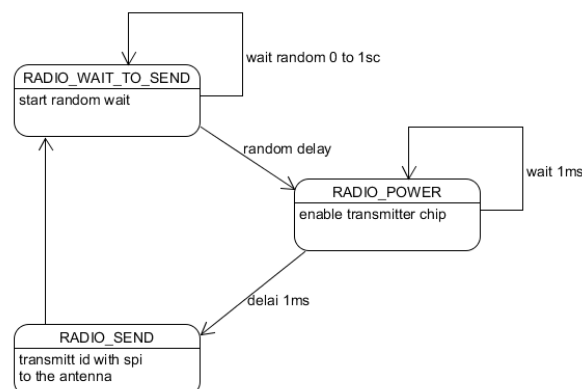 wait random 0 to 1sc
RADIO_WAIT_TO_SEND
start random wait
random delay
RADIO_POWER
enable transmitter chip
wait 1ms
delai 1ms
RADIO_SEND
transmitt id with spi
to the antenna